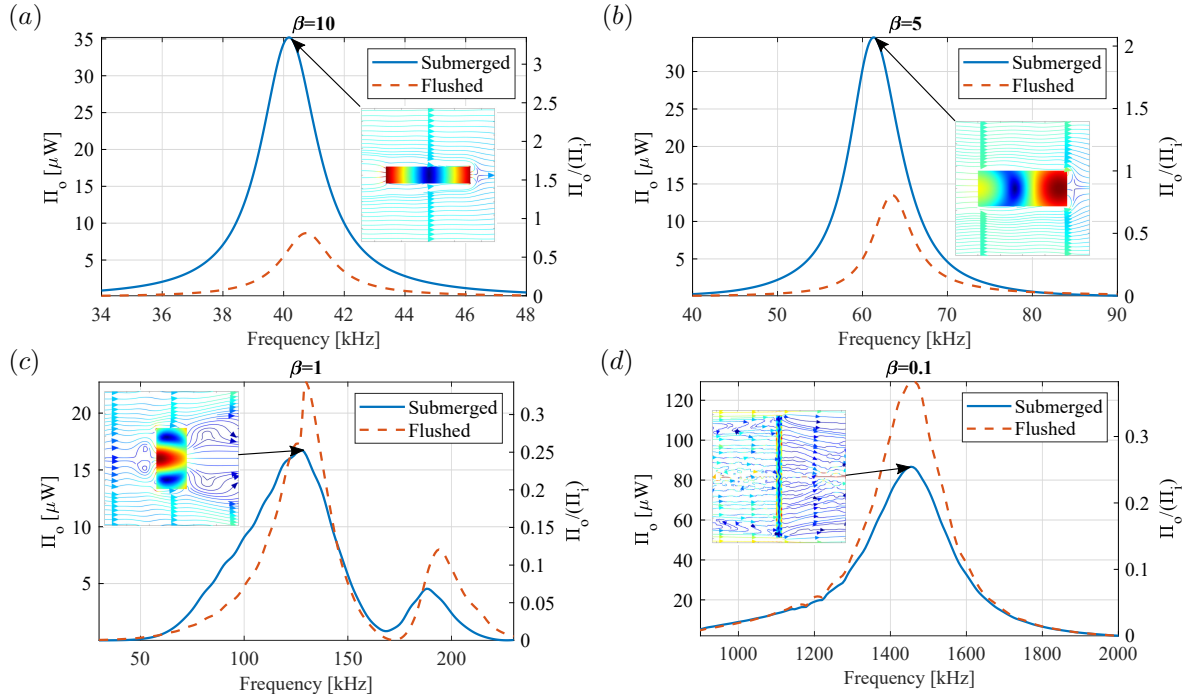 (a)
β=10
Submerged
Flushed
Π_o [μW]
35
30
25
20
15
10
5
Π_o/(Π_i)
3
2.5
2
1.5
1
0.5
0
34
36
38
40
42
44
46
48
Frequency [kHz]
(b)
β=5
Submerged
Flushed
Π_o [μW]
30
25
20
15
10
5
Π_o/(Π_i)
2
1.5
1
0.5
0
40
50
60
70
80
90
Frequency [kHz]
(c)
β=1
Submerged
Flushed
Π_o [μW]
20
15
10
5
Π_o/(Π_i)
0.3
0.25
0.2
0.15
0.1
0.05
0
50
100
150
200
Frequency [kHz]
(d)
β=0.1
Submerged
Flushed
Π_o [μW]
120
100
80
60
40
20
Π_o/(Π_i)
0.3
0.2
0.1
0
1000
1200
1400
1600
1800
2000
Frequency [kHz]